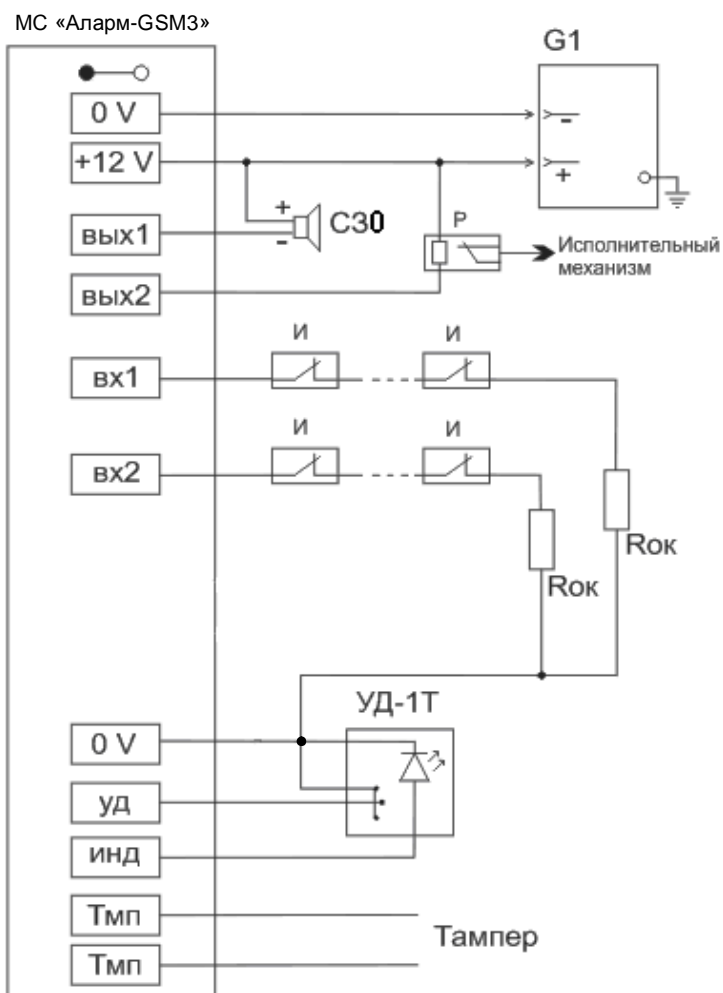 МС «Аларм-GSM3»
G1
0 V
-
+12 V
+
+
-
СЗ0
Р
вых1
Исполнительный
механизм
вых2
И
И
вх1
И
И
вх2
Rок
Rок
УД-1Т
0 V
уд
инд
Тмп
Тампер
Тмп